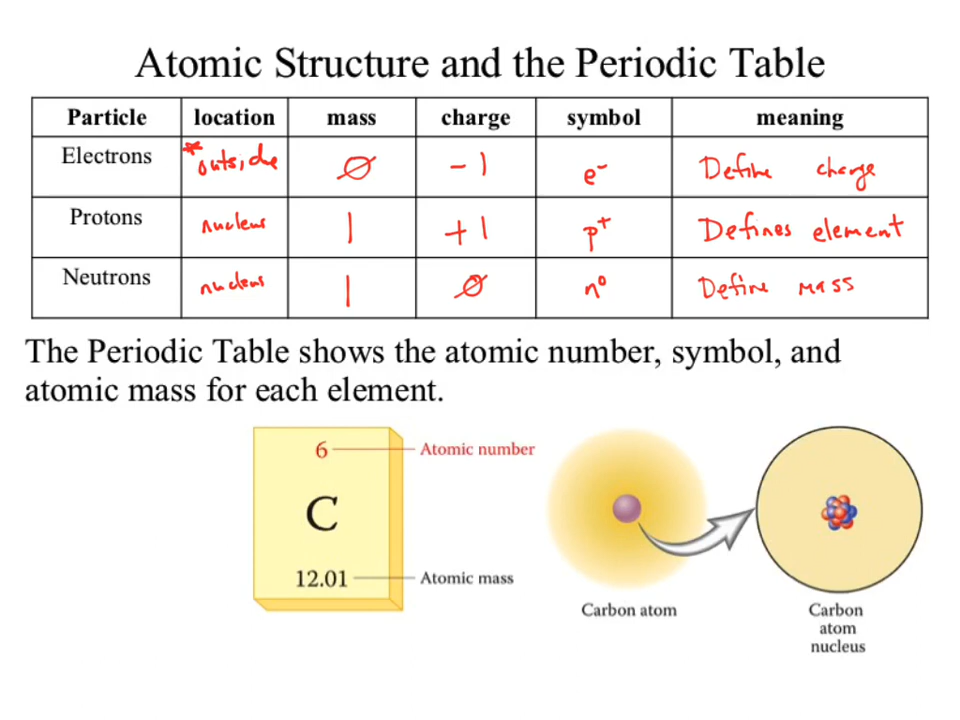 Atomic Structure and the Periodic Table
Particle location mass charge symbol meaning
Electrons *outside ∅ -1 e⁻ Define charge
Protons nucleus 1 +1 p⁺ Defines element
Neutrons nucleus 1 ∅ n⁰ Define mass
The Periodic Table shows the atomic number, symbol, and
atomic mass for each element.
6 Atomic number
C
12.01 Atomic mass
Carbon atom
Carbon
atom
nucleus